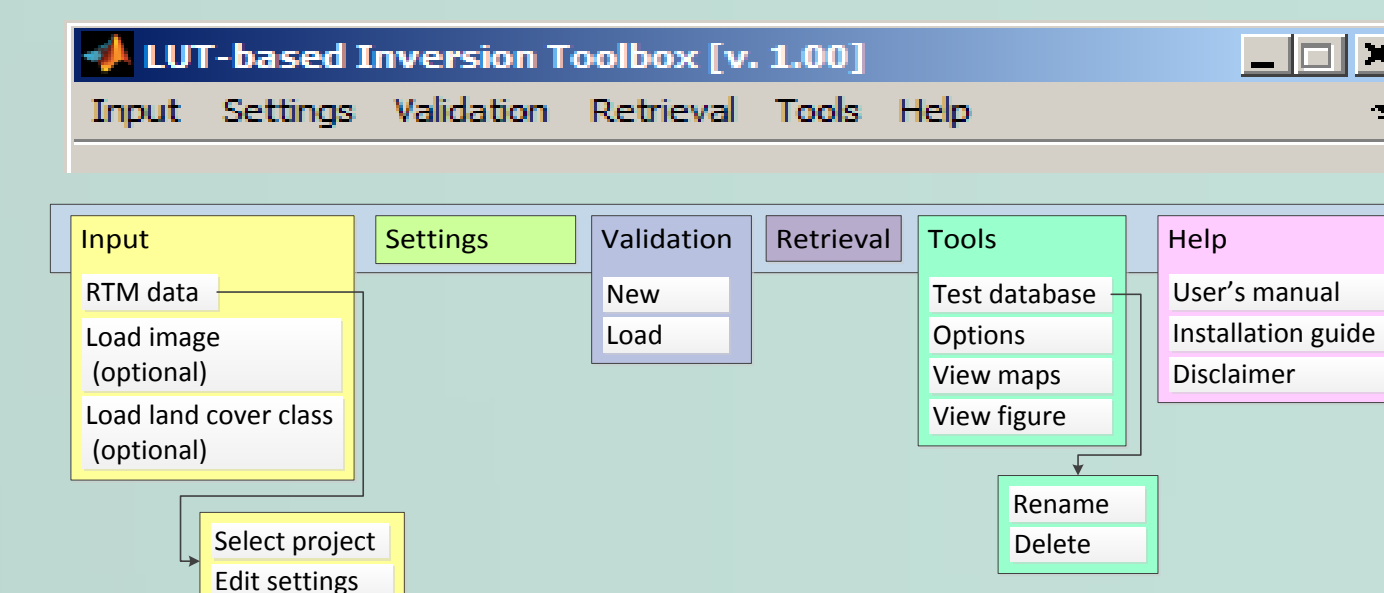 LUT-based Inversion Toolbox [v. 1.00]
Input Settings Validation Retrieval Tools Help
Input
RTM data
Load image
(optional)
Load land cover class
(optional)
Select project
Edit settings
Settings
Validation
New
Load
Retrieval
Tools
Test database
Options
View maps
View figure
Rename
Delete
Help
User’s manual
Installation guide
Disclaimer